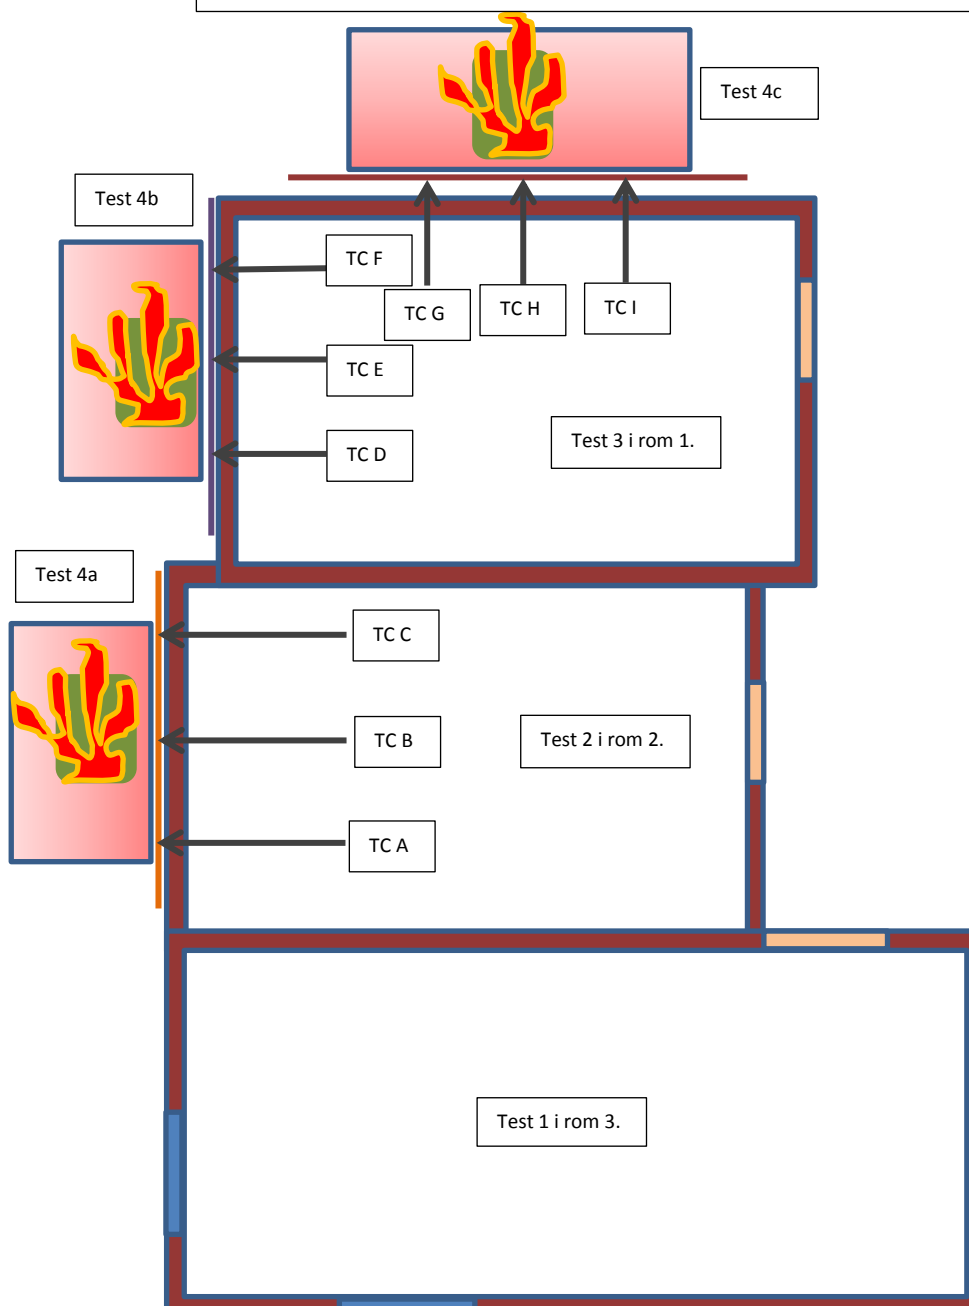 Test 4c
Test 4b
TC F
TC G
TC H
TC I
TC E
Test 3 i rom 1.
TC D
Test 4a
TC C
TC B
Test 2 i rom 2.
TC A
Test 1 i rom 3.